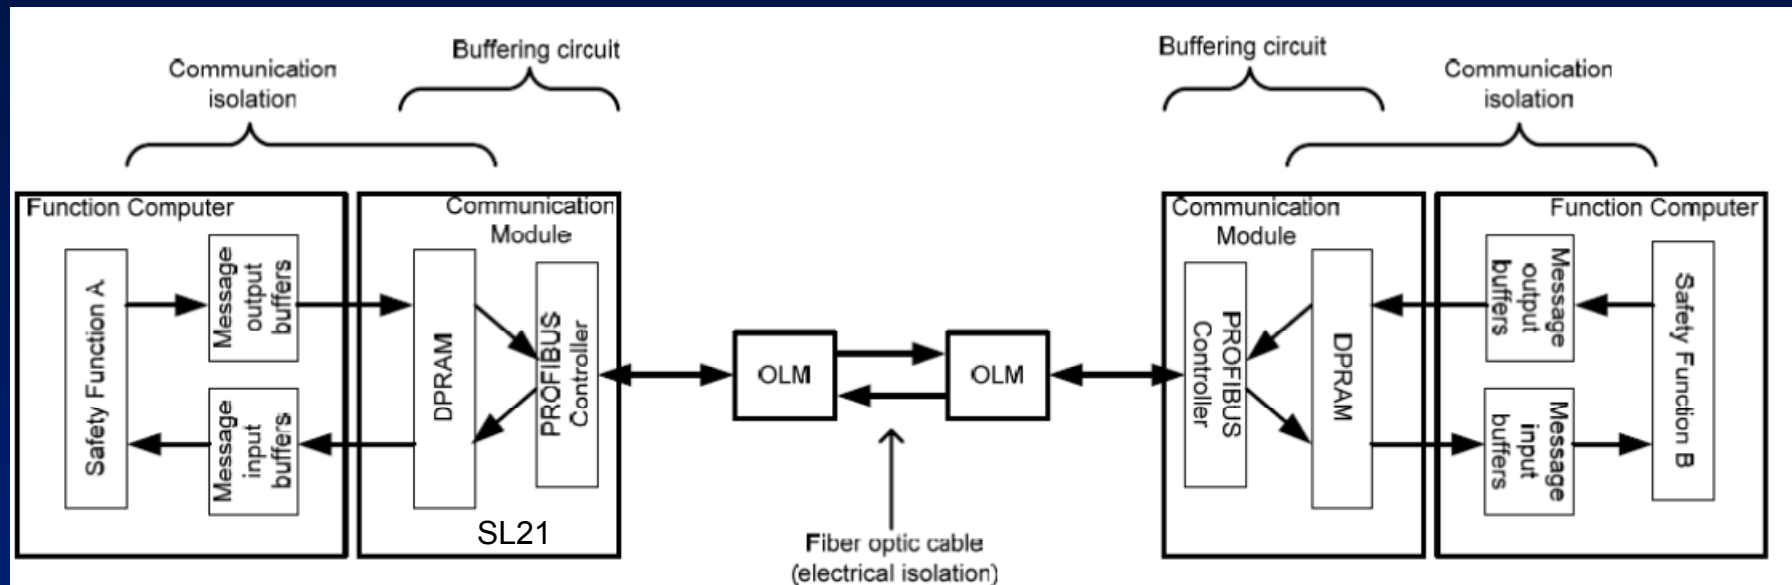 Buffering circuit
Communication
isolation
Buffering circuit
Communication
isolation
Function Computer
Safety Function A
Message
output
buffers
Message
input
buffers
Communication
Module
DPRAM
PROFIBUS
Controller
SL21
OLM
OLM
Fiber optic cable
(electrical isolation)
Communication
Module
PROFIBUS
Controller
DPRAM
Function Computer
Message
output
buffers
Message
input
buffers
Safety Function B